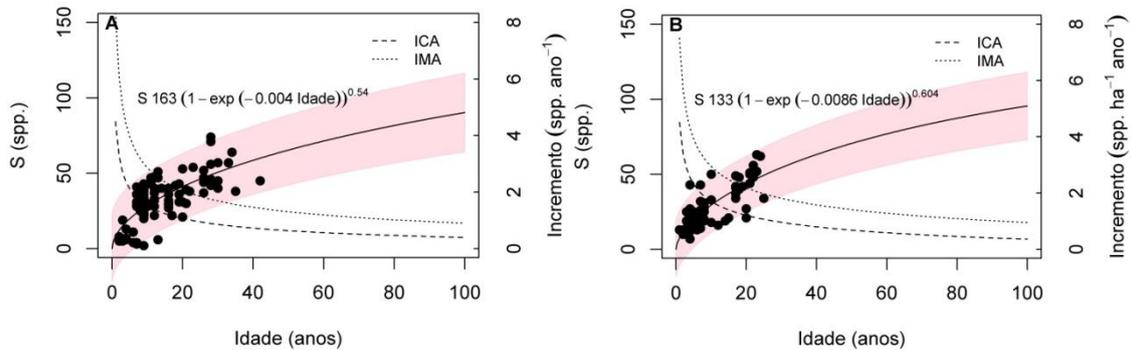 A
ICA
IMA
S 163 (1−exp (−0.004 Idade))^0.54
S (spp.)
150
100
50
0
8
6
4
2
0
Incremento (spp. ano⁻¹)
0 20 40 60 80 100
Idade (anos)
B
ICA
IMA
S 133 (1−exp (−0.0086 Idade))^0.604
S (spp.)
150
100
50
0
8
6
4
2
0
Incremento (spp. ha⁻¹ ano⁻¹)
0 20 40 60 80 100
Idade (anos)